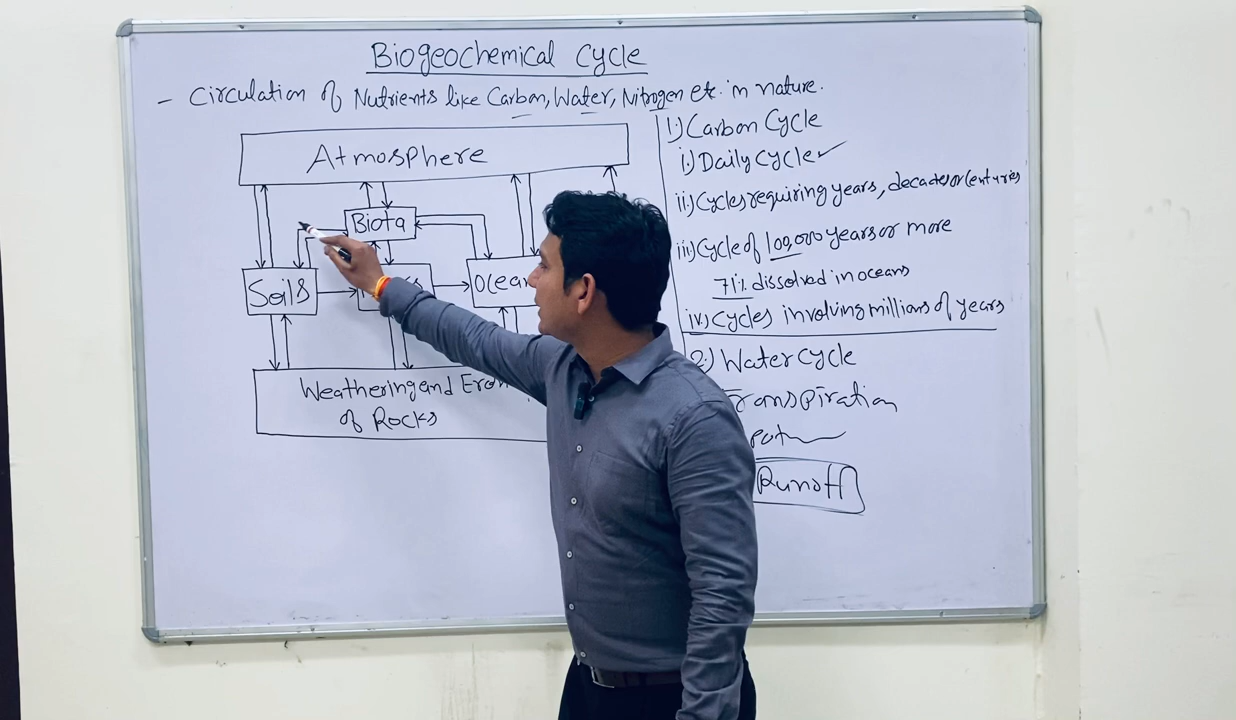 Biogeochemical Cycle
- Circulation of Nutrients like Carbon, Water, Nitrogen etc. in nature.
Atmosphere
Biota
Soils
Ocean
Weathering and
of Rocks
1.) Carbon Cycle
i.) Daily Cycle ✓
ii.) Cycles requiring years, decades or Centuries
iii.) Cycle of 100,000 years or more
71% dissolved in oceans
iv.) Cycles involving millions of years
2.) Water Cycle
Transpiration
Runoff